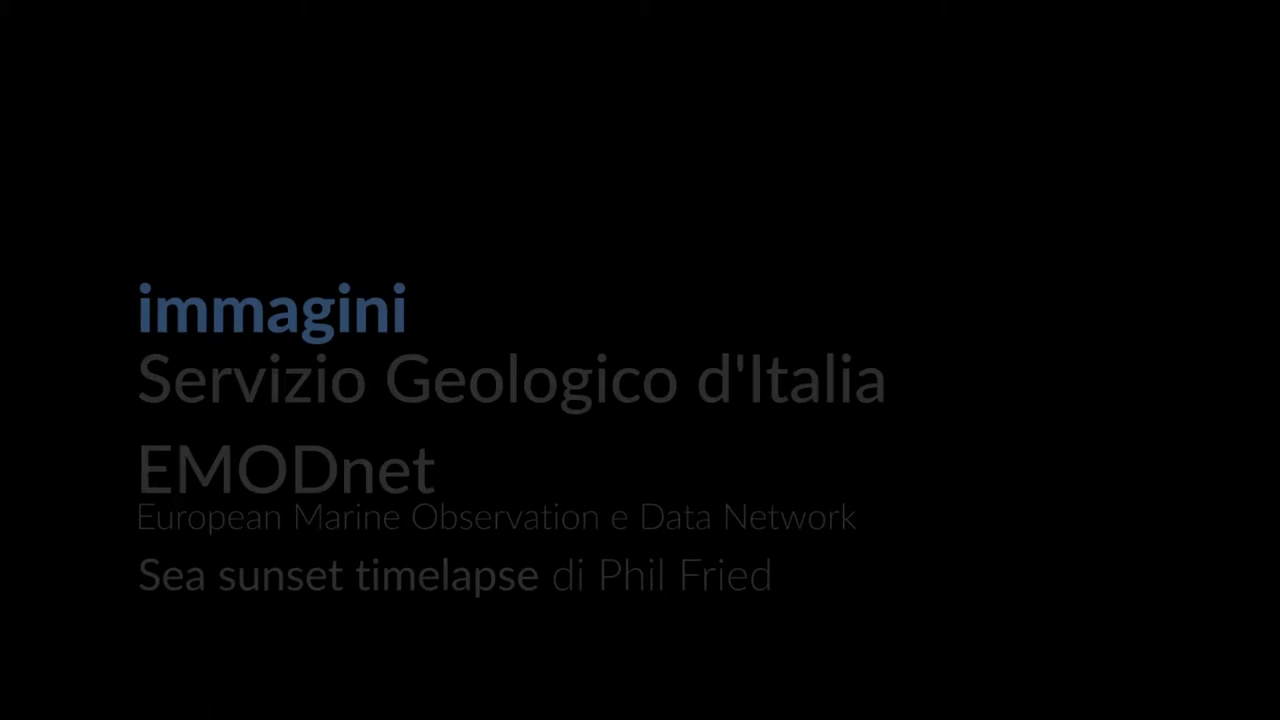 immagini
Servizio Geologico d'Italia
EMODnet
European Marine Observation e Data Network
Sea sunset timelapse di Phil Fried